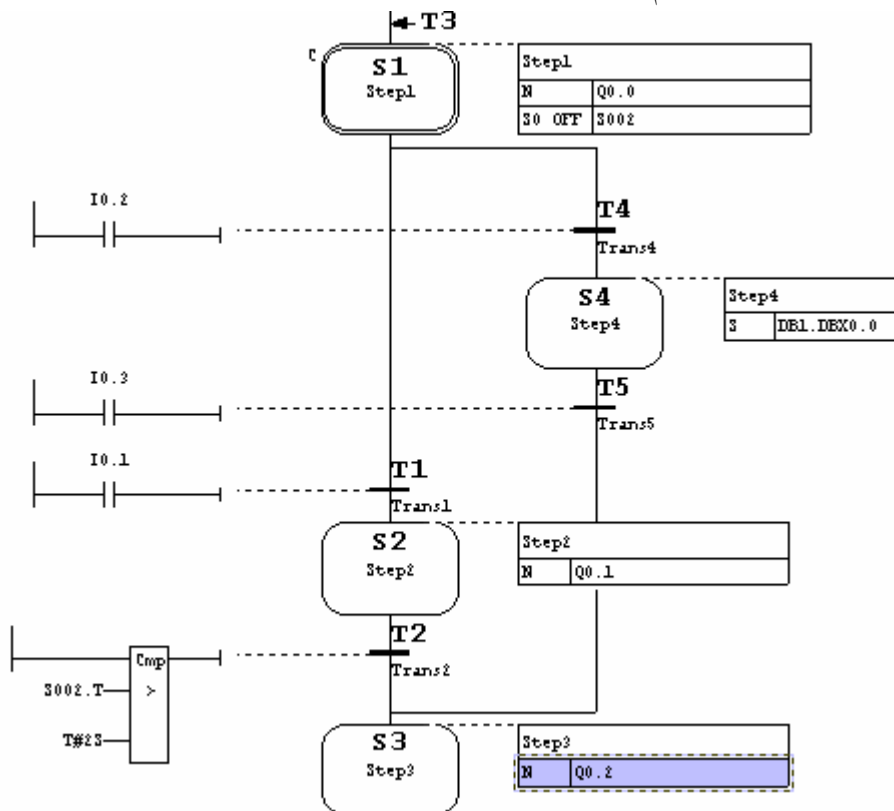 T3
C
S1
Step1
Step1
N Q0.0
S0 OFF S002
I0.2
T4
Trans4
S4
Step4
Step4
S DB1.DBX0.0
I0.3
T5
Trans5
I0.1
T1
Trans1
S2
Step2
Step2
N Q0.1
T2
Trans2
Cmp
S002.T
>
T#2S
S3
Step3
Step3
N Q0.2